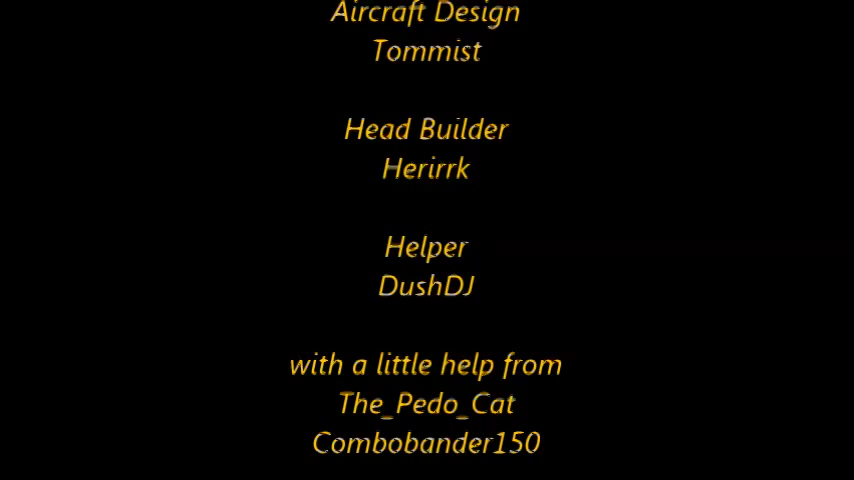 Aircraft Design
Tommist
Head Builder
Herirrk
Helper
DushDJ
with a little help from
The_Pedo_Cat
Combobander150